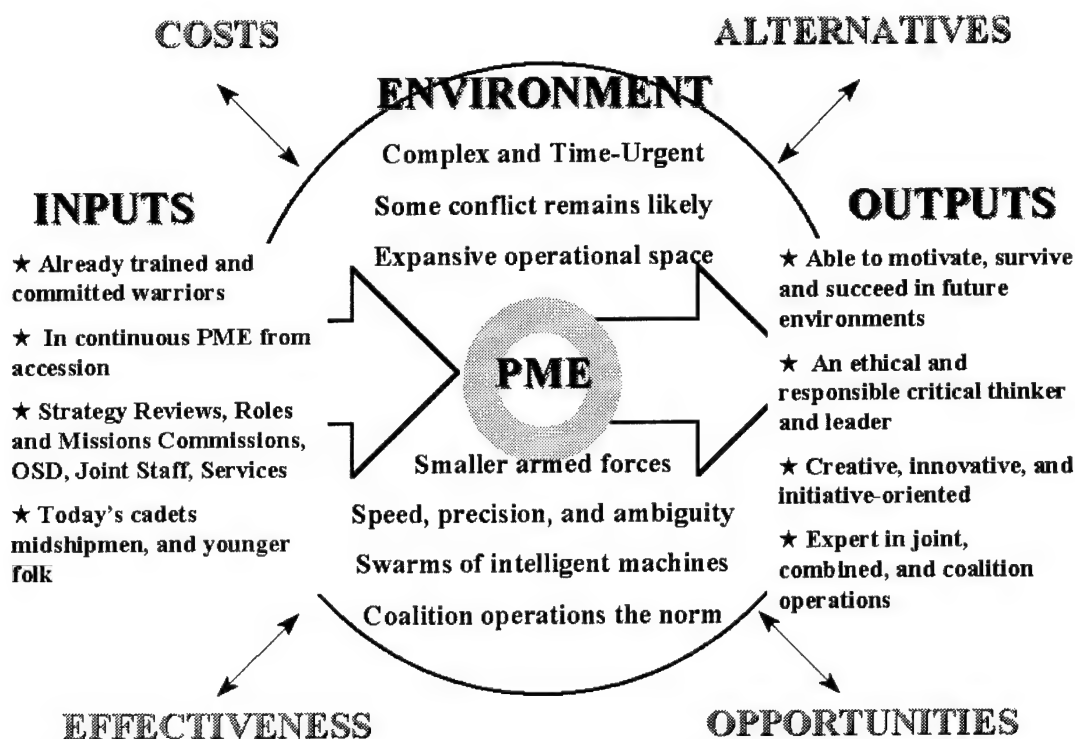 COSTS
ALTERNATIVES
ENVIRONMENT
Complex and Time-Urgent
Some conflict remains likely
Expansive operational space
INPUTS
★ Already trained and
committed warriors
★ In continuous PME from
accession
★ Strategy Reviews, Roles
and Missions Commissions,
OSD, Joint Staff, Services
★ Today's cadets
midshipmen, and younger
folk
PME
Smaller armed forces
Speed, precision, and ambiguity
Swarms of intelligent machines
Coalition operations the norm
OUTPUTS
★ Able to motivate, survive
and succeed in future
environments
★ An ethical and
responsible critical thinker
and leader
★ Creative, innovative, and
initiative-oriented
★ Expert in joint,
combined, and coalition
operations
EFFECTIVENESS
OPPORTUNITIES